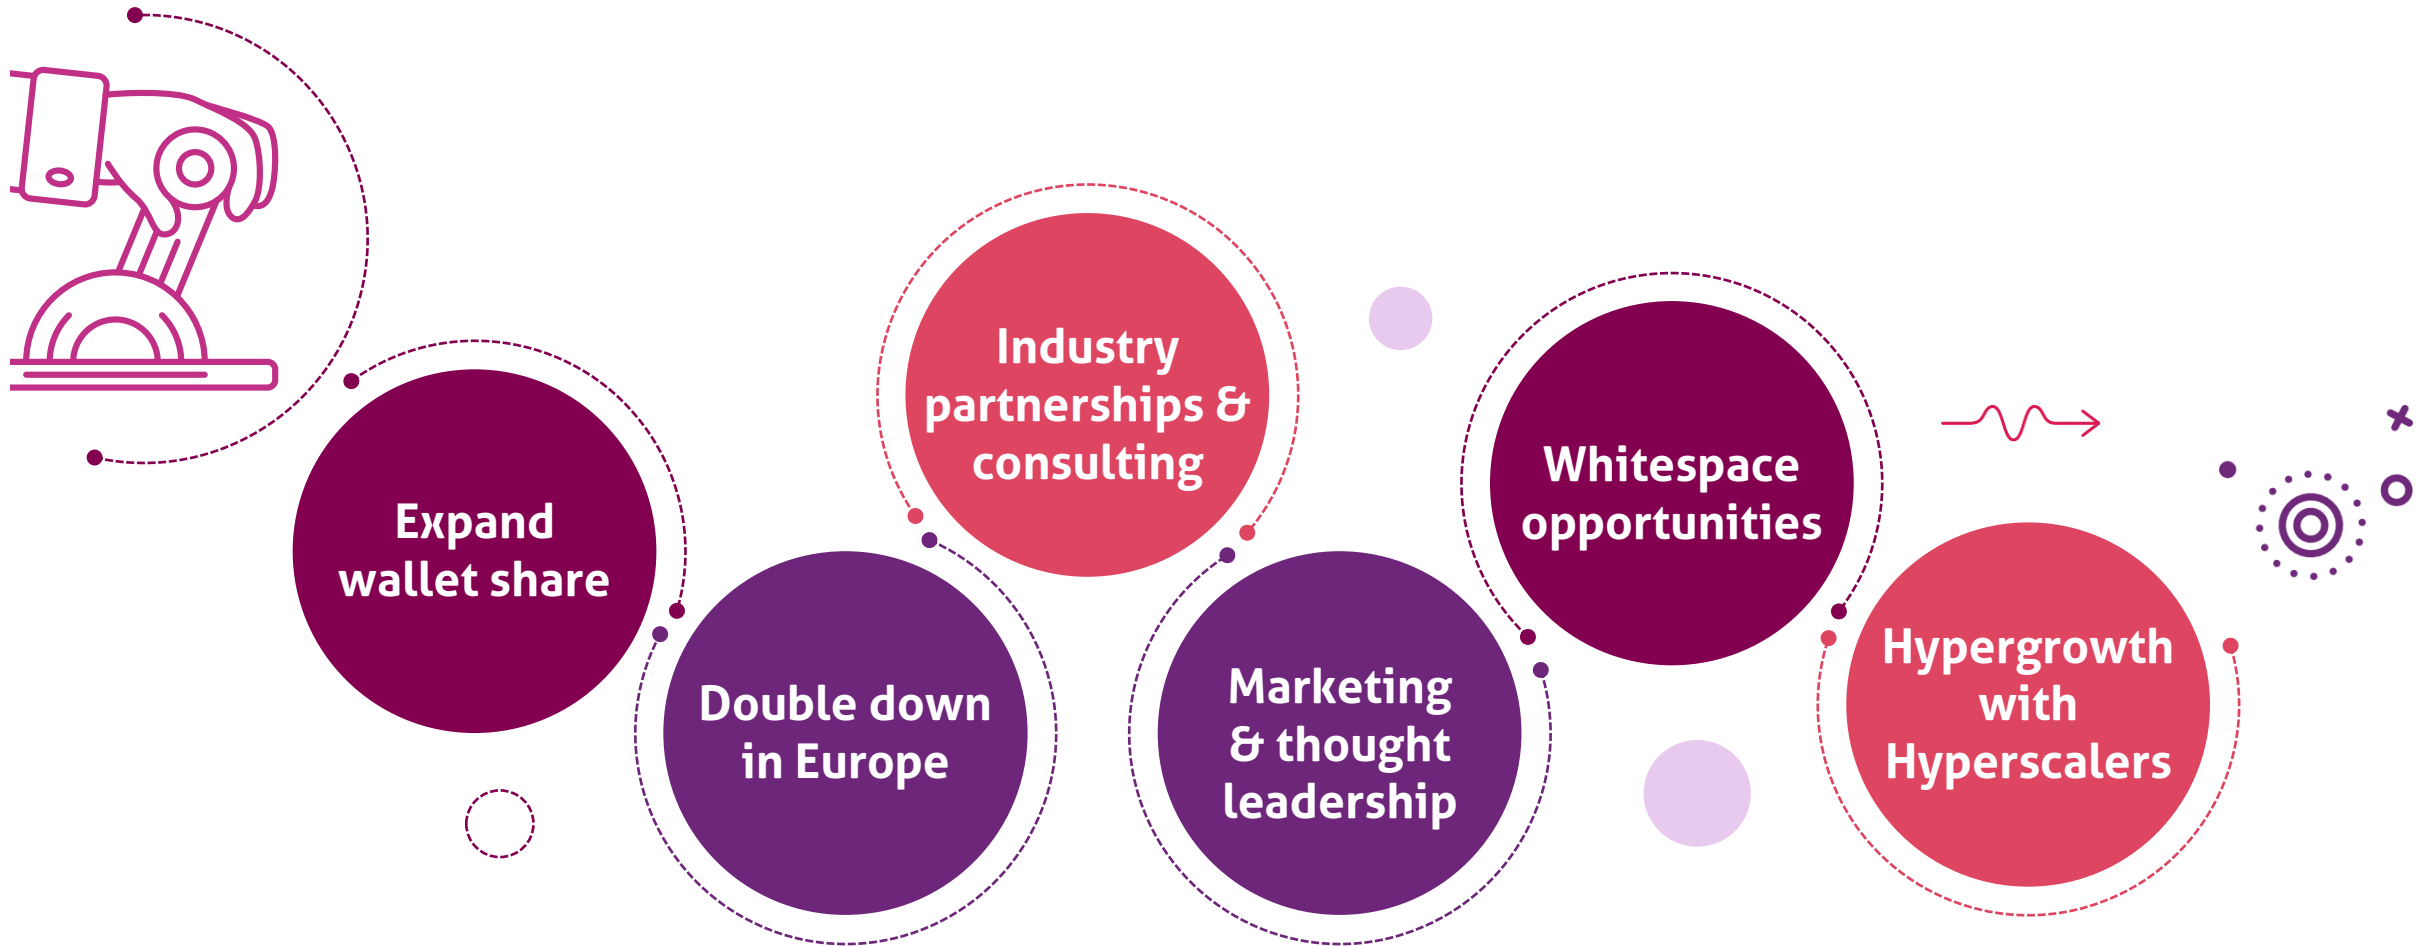 Expand
wallet share
Double down
in Europe
Industry
partnerships &
consulting
Marketing
& thought
leadership
Whitespace
opportunities
Hypergrowth
with
Hyperscalers